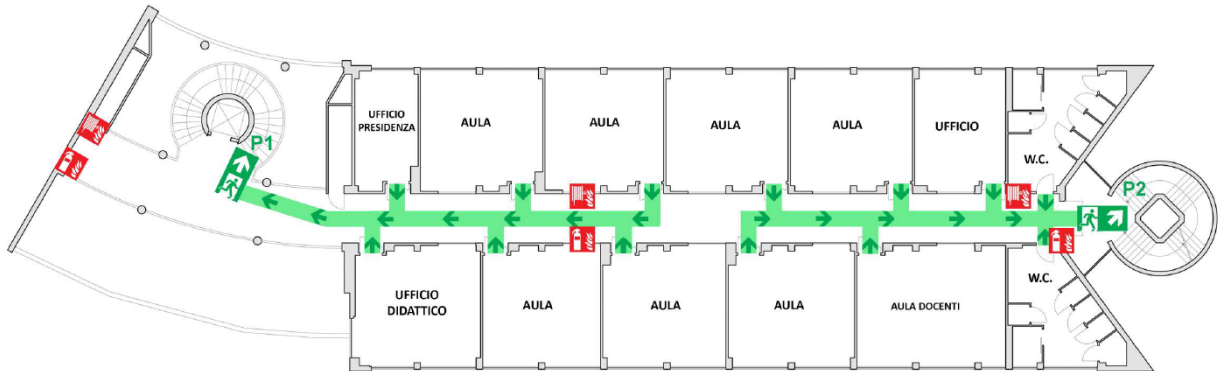 P1
UFFICIO
PRESIDENZA
AULA
AULA
AULA
AULA
UFFICIO
W.C.
P2
UFFICIO
DIDATTICO
AULA
AULA
AULA
AULA DOCENTI
W.C.